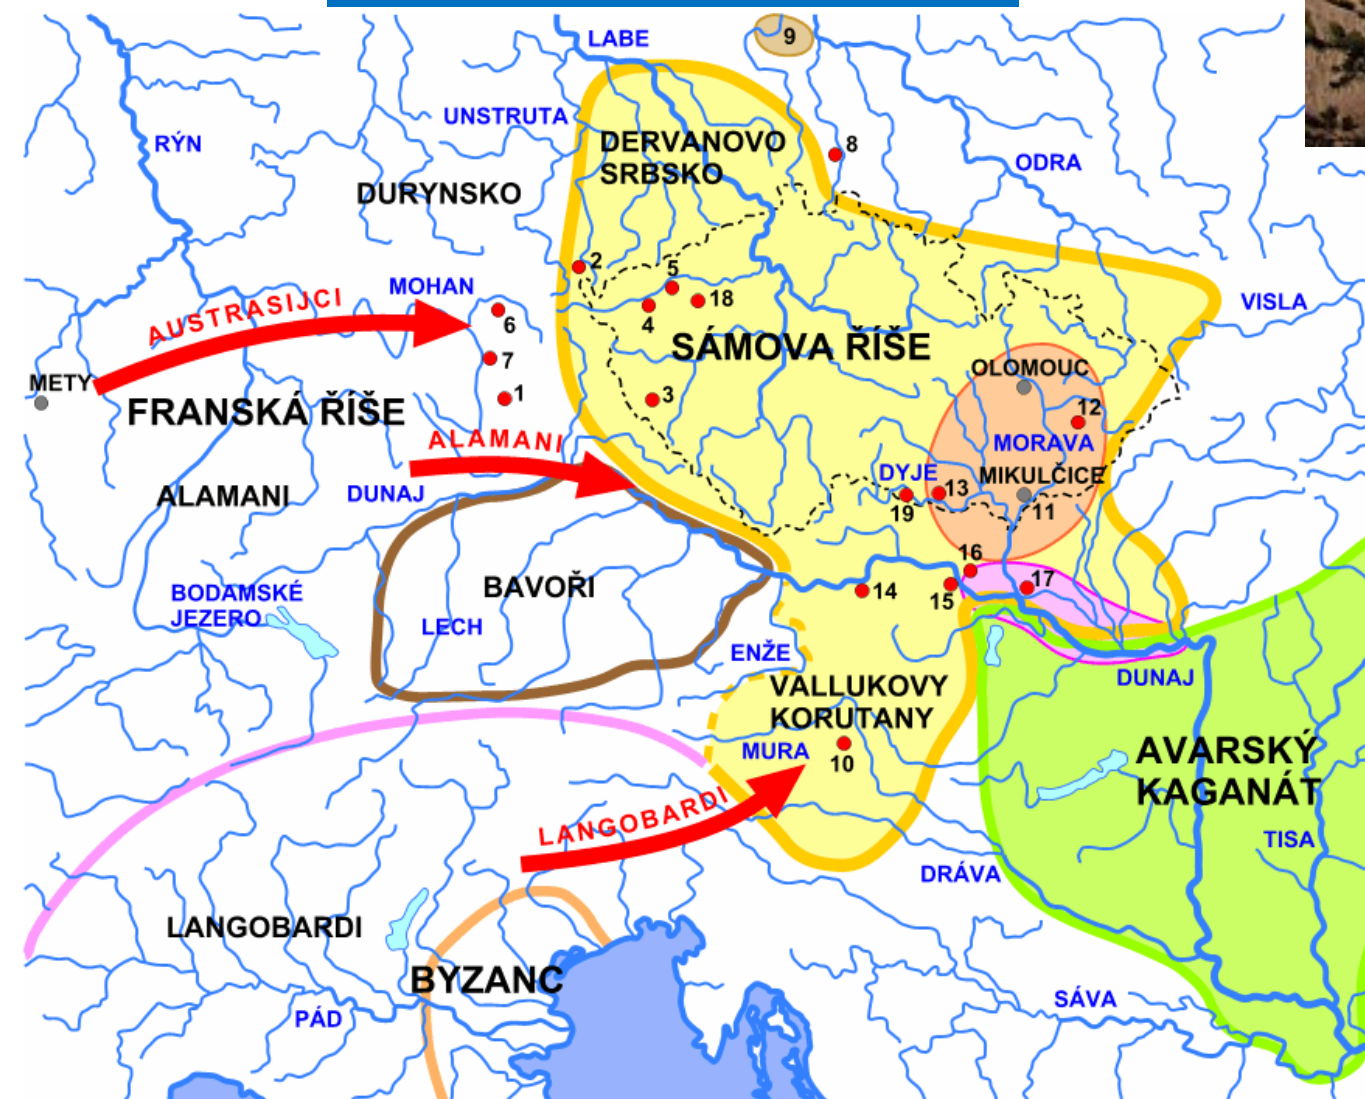 LABE
9
UNSTRUTA
DERVANOVO
SRBSKO
8
RÝN
ODRA
DURYNSKO
2
5
MOHAN
18
VISLA
AUSTRASIJCI
6
4
SÁMOVA ŘÍŠE
7
OLOMOUC
METY
1
3
12
FRANSKÁ ŘÍŠE
ALAMANI
MORAVA
DYJE
MIKULČICE
ALAMANI
DUNAJ
13
19
11
16
BAVOŘI
14
15
17
BODAMSKÉ
JEZERO
LECH
ENŽE
DUNAJ
VALLUKOVY
KORUTANY
MURA
10
AVARSKÝ
KAGANÁT
LANGOBARDI
TISA
DRÁVA
LANGOBARDI
BYZANC
SÁVA
PÁD